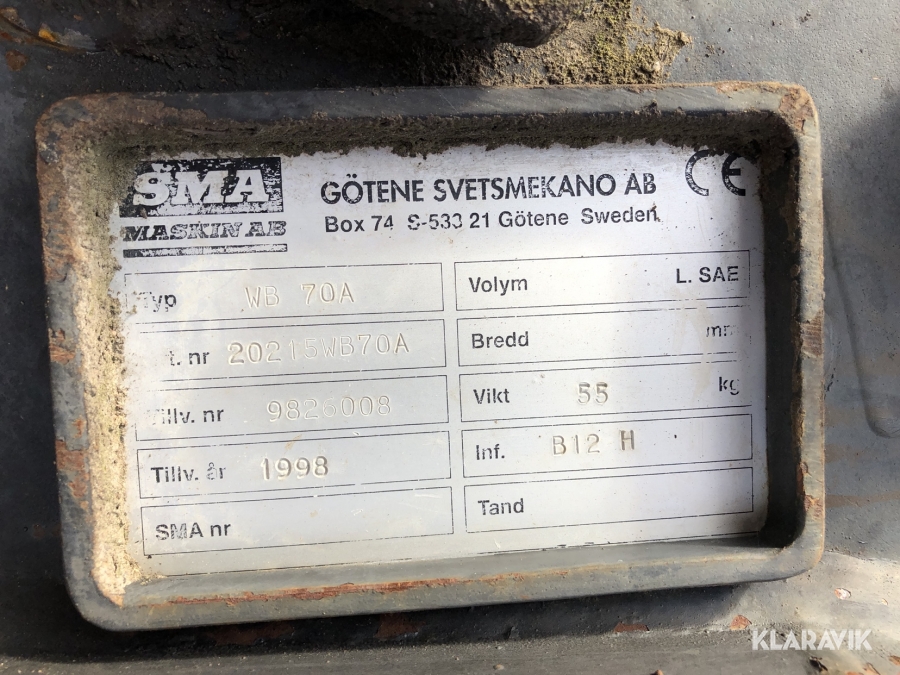 SMA
MASKIN AB
GÖTENE SVETSMEKANO AB
CE
Box 74 S-533 21 Götene Sweden
Typ WB 70A
t. nr 20215WB70A
Tillv. nr 9826008
Tillv. år 1998
SMA nr
Volym L. SAE
Bredd mm
Vikt 55 kg
Inf. B12 H
Tand
KLARAVIK